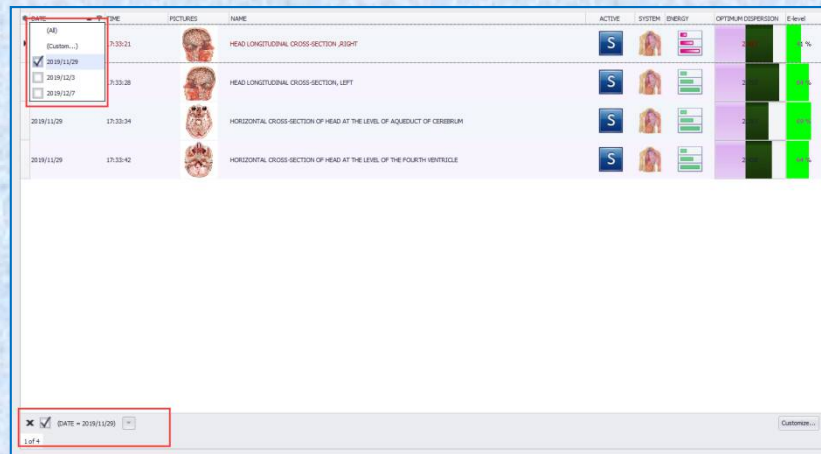 DATE TIME PICTURES NAME ACTIVE SYSTEM ENERGY OPTIMUM DISPERSION E-level
(All)
(Custom...)
2019/11/29
2019/12/3
2019/12/7
17:33:21 HEAD LONGITUDINAL CROSS-SECTION ,RIGHT S
17:33:28 HEAD LONGITUDINAL CROSS-SECTION, LEFT S
2019/11/29 17:33:34 HORIZONTAL CROSS-SECTION OF HEAD AT THE LEVEL OF AQUEDUCT OF CEREBRUM S
2019/11/29 17:33:42 HORIZONTAL CROSS-SECTION OF HEAD AT THE LEVEL OF THE FOURTH VENTRICLE S
(DATE = 2019/11/29) Customize...
1 of 4